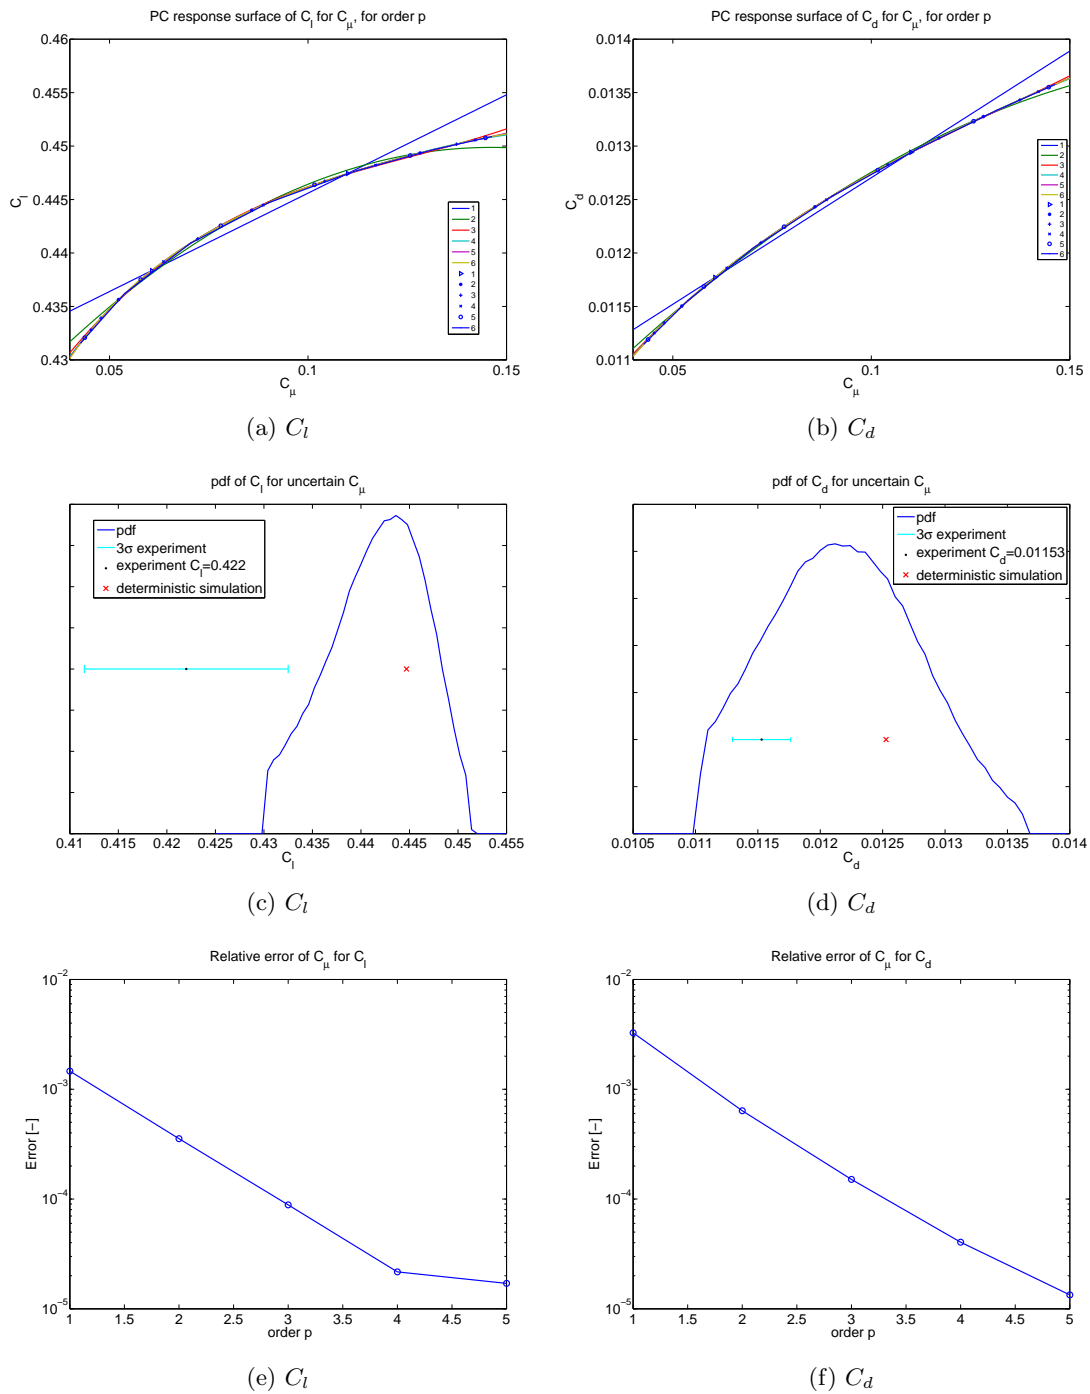 PC response surface of C_l for C_μ, for order p
0.46
0.455
0.45
0.445
0.44
0.435
0.43
C_l
0.05 0.1 0.15
C_μ
1
2
3
4
5
6
1
2
3
4
5
6
(a) C_l
PC response surface of C_d for C_μ, for order p
0.014
0.0135
0.013
0.0125
0.012
0.0115
0.011
C_d
0.05 0.1 0.15
C_μ
1
2
3
4
5
6
1
2
3
4
5
6
(b) C_d
pdf of C_l for uncertain C_μ
pdf
3σ experiment
experiment C_l=0.422
deterministic simulation
0.41 0.415 0.42 0.425 0.43 0.435 0.44 0.445 0.45 0.455
C_l
(c) C_l
pdf of C_d for uncertain C_μ
pdf
3σ experiment
experiment C_d=0.01153
deterministic simulation
0.0105 0.011 0.0115 0.012 0.0125 0.013 0.0135 0.014
C_d
(d) C_d
Relative error of C_μ for C_l
10^−2
10^−3
10^−4
10^−5
Error [−]
1 1.5 2 2.5 3 3.5 4 4.5 5
order p
(e) C_l
Relative error of C_μ for C_d
10^−2
10^−3
10^−4
10^−5
Error [−]
1 1.5 2 2.5 3 3.5 4 4.5 5
order p
(f) C_d